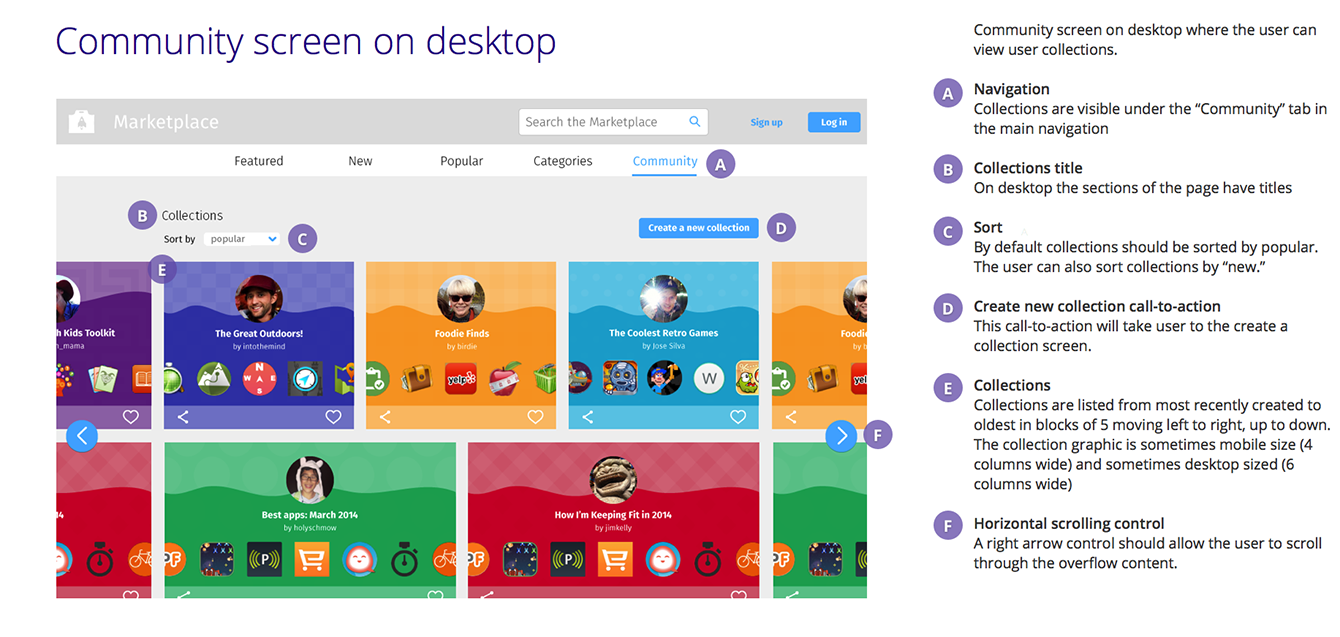 Community screen on desktop
Marketplace
Search the Marketplace
Sign up
Log in
Featured
New
Popular
Categories
Community
A
B
Collections
Sort by
popular
C
Create a new collection
D
E
h Kids Toolkit
h_mama
The Great Outdoors!
by intothemind
N
W A E
S
Foodie Finds
by birdie
yelp
The Coolest Retro Games
by Jose Silva
W
Foodie
by b
yel
F
14
Best apps: March 2014
by holyschmow
PF
P
How I'm Keeping Fit in 2014
by jimkelly
PF
P
PF
Community screen on desktop where the user can
view user collections.
A
Navigation
Collections are visible under the “Community” tab in
the main navigation
B
Collections title
On desktop the sections of the page have titles
C
Sort
By default collections should be sorted by popular.
The user can also sort collections by “new.”
D
Create new collection call-to-action
This call-to-action will take user to the create a
collection screen.
E
Collections
Collections are listed from most recently created to
oldest in blocks of 5 moving left to right, up to down.
The collection graphic is sometimes mobile size (4
columns wide) and sometimes desktop sized (6
columns wide)
F
Horizontal scrolling control
A right arrow control should allow the user to scroll
through the overflow content.